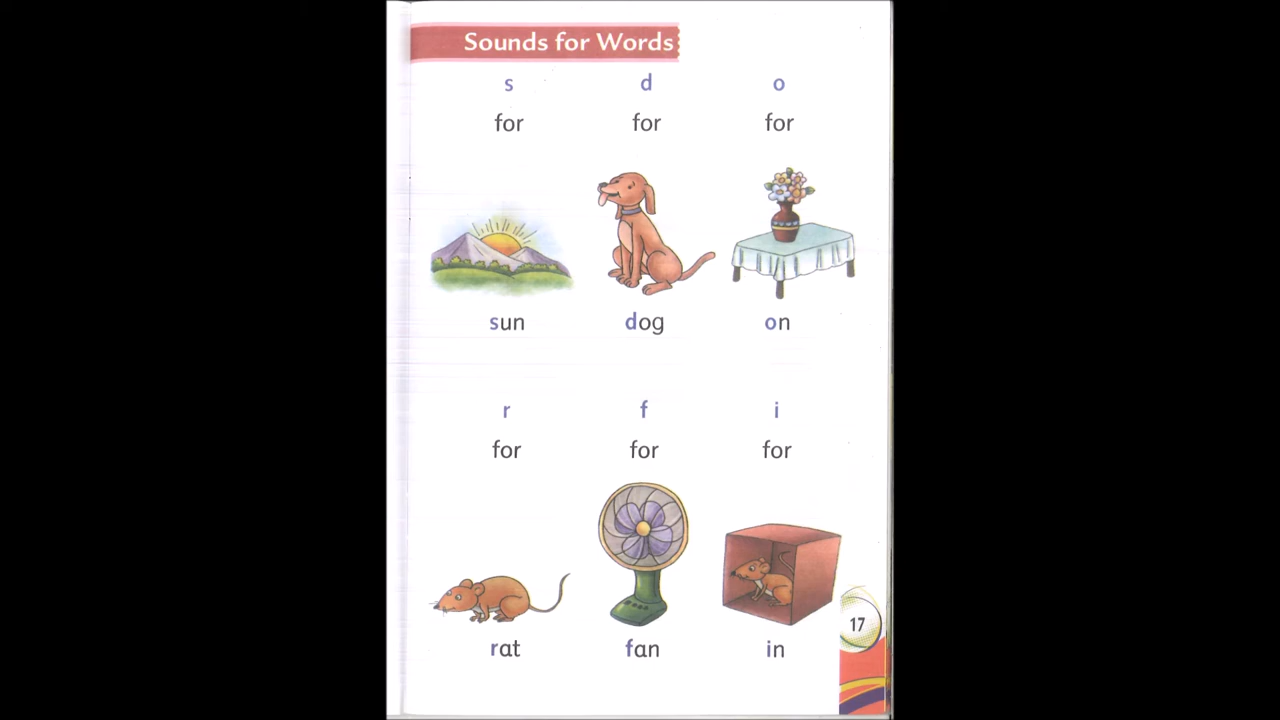 Sounds for Words
s d o
for for for
sun dog on
r f i
for for for
rat fan in
17